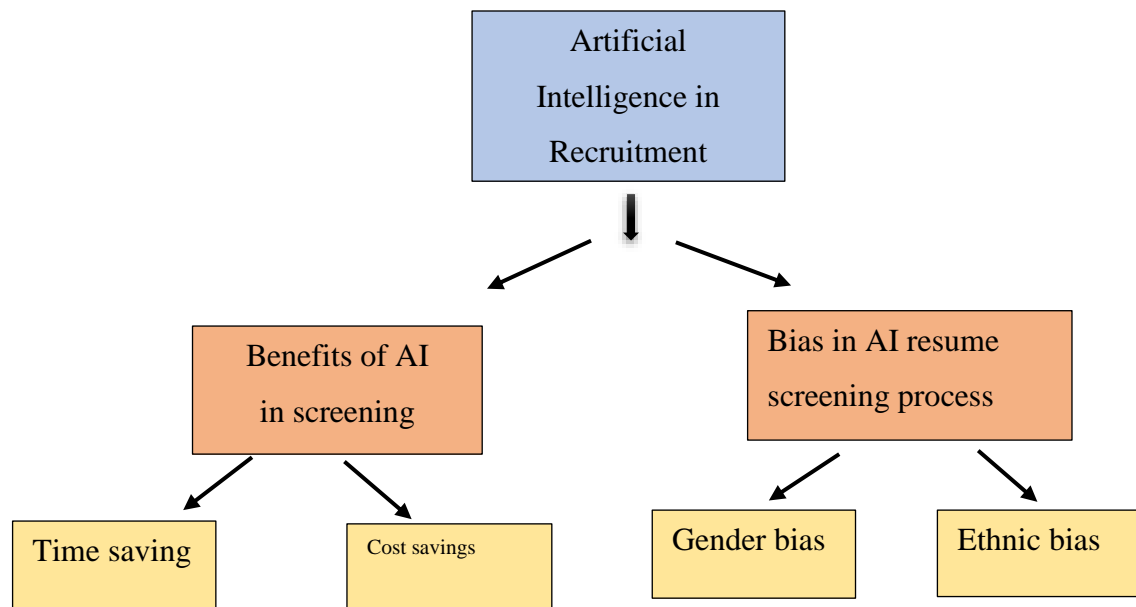 Artificial
Intelligence in
Recruitment
Benefits of AI
in screening
Bias in AI resume
screening process
Time saving
Cost savings
Gender bias
Ethnic bias